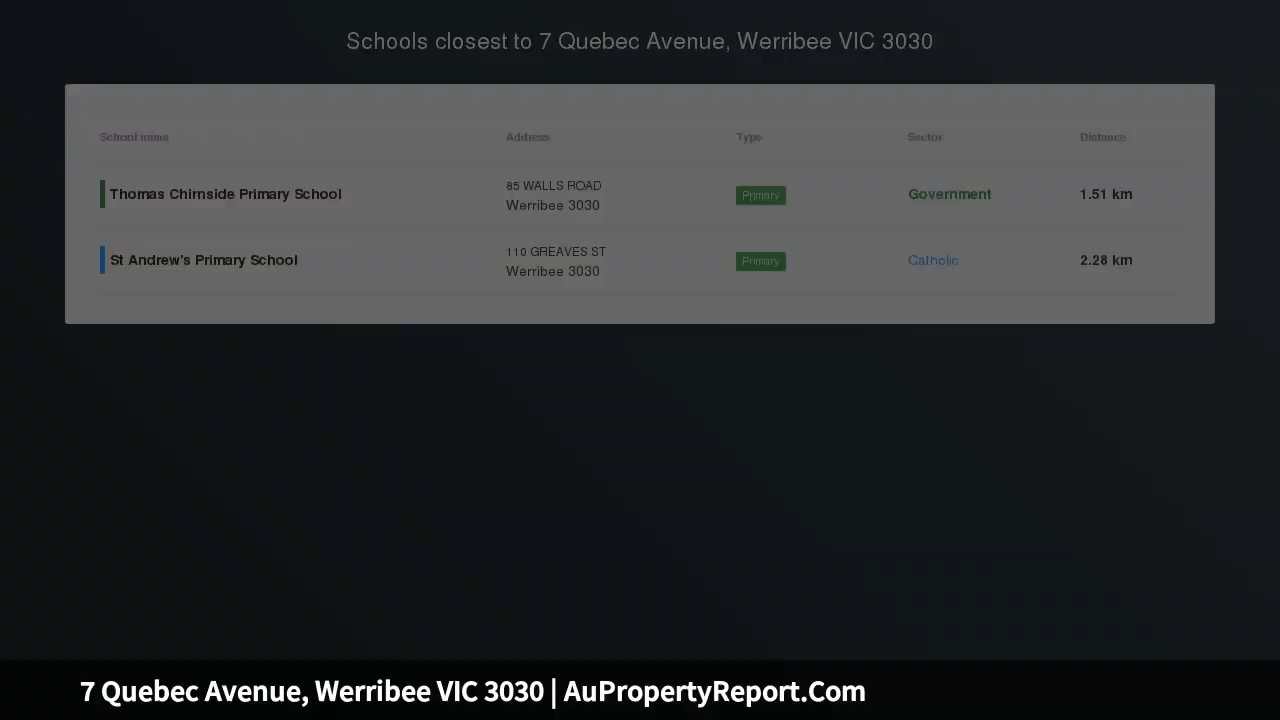 Schools closest to 7 Quebec Avenue, Werribee VIC 3030
School name Address Type Sector Distance
Thomas Chirnside Primary School 85 WALLS ROAD Werribee 3030 Primary Government 1.51 km
St Andrew's Primary School 110 GREAVES ST Werribee 3030 Primary Catholic 2.28 km
7 Quebec Avenue, Werribee VIC 3030 | AuPropertyReport.Com